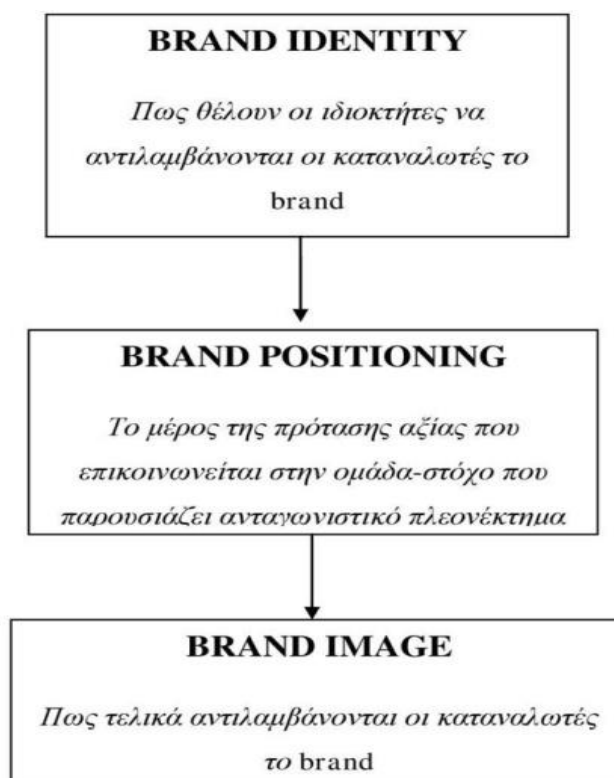 BRAND IDENTITY
Πως θέλουν οι ιδιοκτήτες να
αντιλαμβάνονται οι καταναλωτές το
brand
BRAND POSITIONING
Το μέρος της πρότασης αξίας που
επικοινωνείται στην ομάδα-στόχο που
παρουσιάζει ανταγωνιστικό πλεονέκτημα
BRAND IMAGE
Πως τελικά αντιλαμβάνονται οι καταναλωτές
το brand